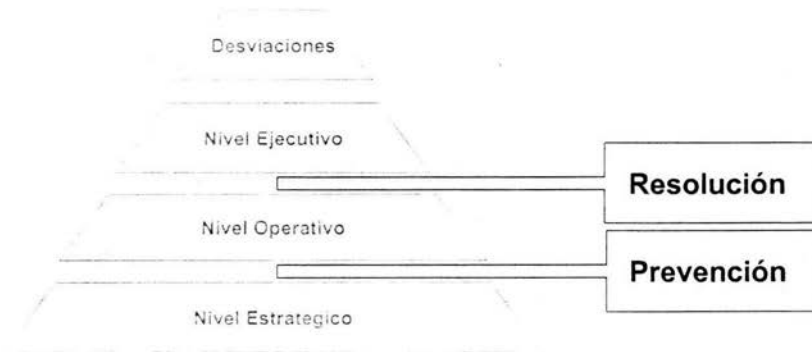 Desviaciones
Nivel Ejecutivo
Resolución
Nivel Operativo
Prevención
Nivel Estrategico